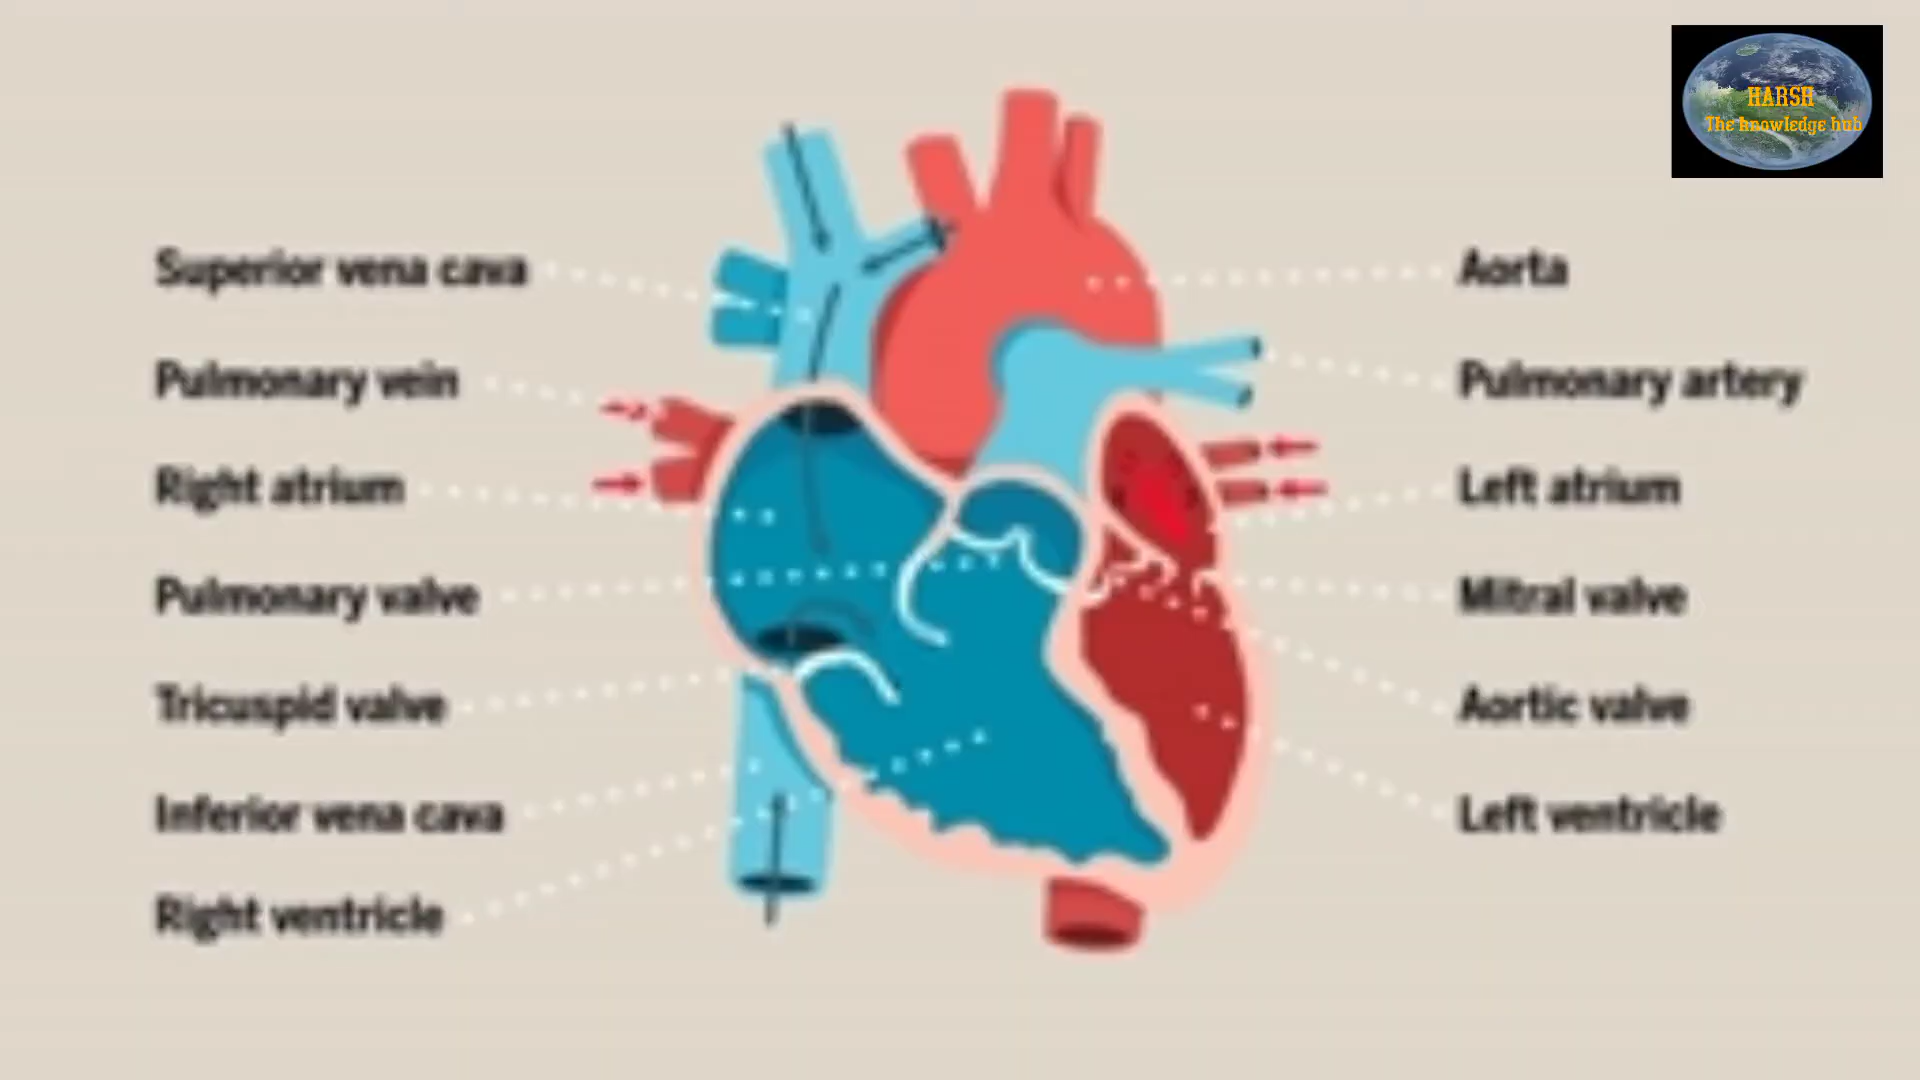 HARSH
The knowledge hub
Superior vena cava
Pulmonary vein
Right atrium
Pulmonary valve
Tricuspid valve
Inferior vena cava
Right ventricle
Aorta
Pulmonary artery
Left atrium
Mitral valve
Aortic valve
Left ventricle